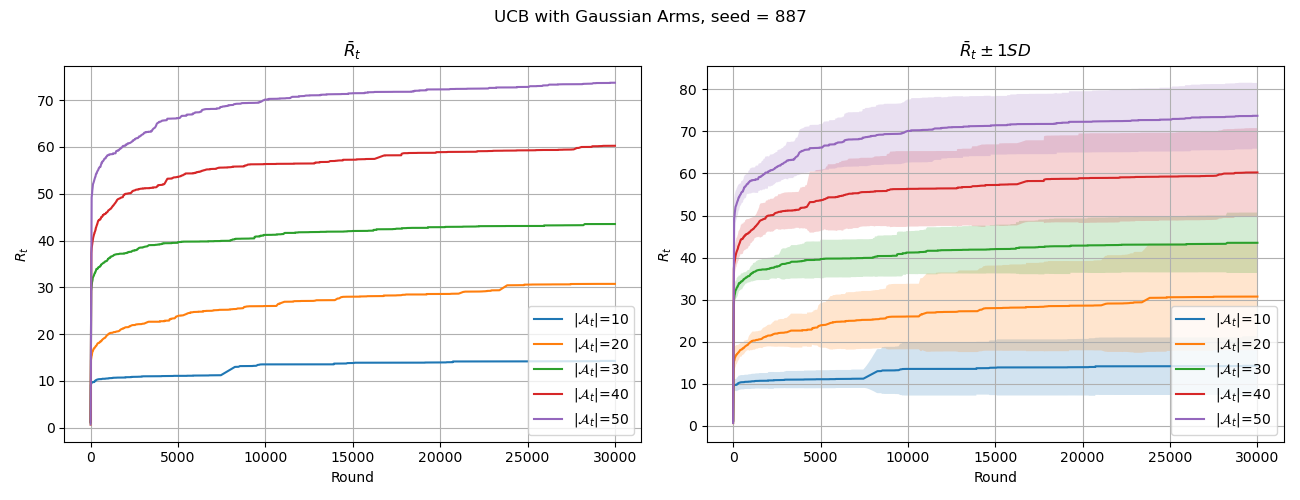 UCB with Gaussian Arms, seed = 887
R̄ₜ
Rₜ
70
60
50
40
30
20
10
0
|𝒜ₜ|=10
|𝒜ₜ|=20
|𝒜ₜ|=30
|𝒜ₜ|=40
|𝒜ₜ|=50
0 5000 10000 15000 20000 25000 30000
Round
R̄ₜ ± 1SD
Rₜ
80
70
60
50
40
30
20
10
0
|𝒜ₜ|=10
|𝒜ₜ|=20
|𝒜ₜ|=30
|𝒜ₜ|=40
|𝒜ₜ|=50
0 5000 10000 15000 20000 25000 30000
Round